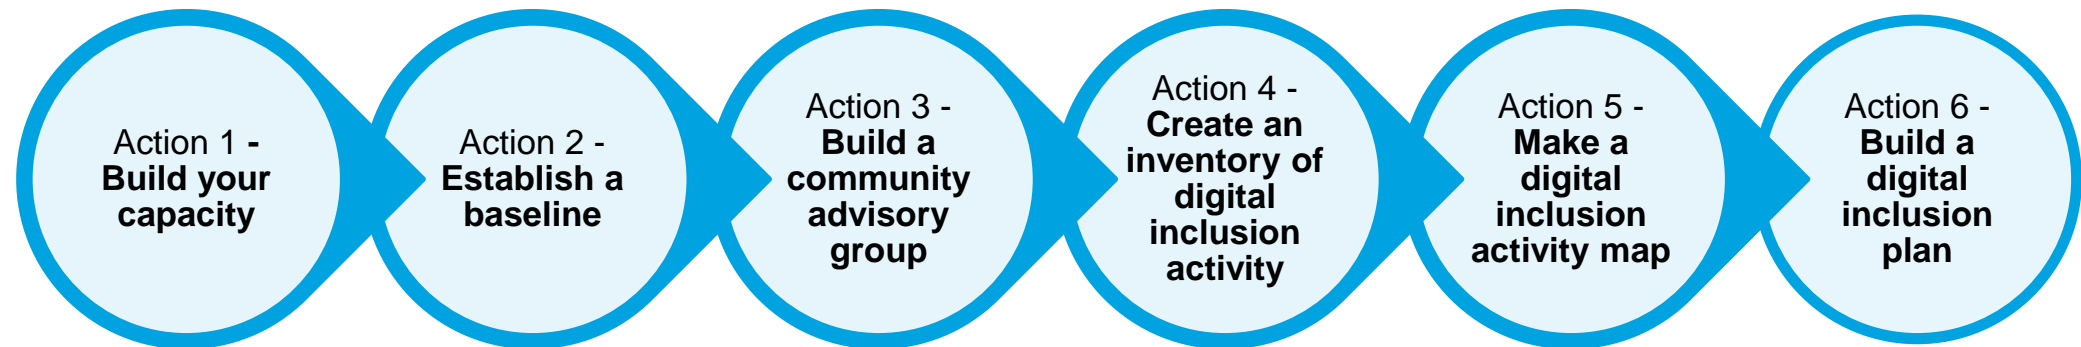 Action 1 -
Build your
capacity
Action 2 -
Establish a
baseline
Action 3 -
Build a
community
advisory
group
Action 4 -
Create an
inventory of
digital
inclusion
activity
Action 5 -
Make a
digital
inclusion
activity map
Action 6 -
Build a
digital
inclusion
plan